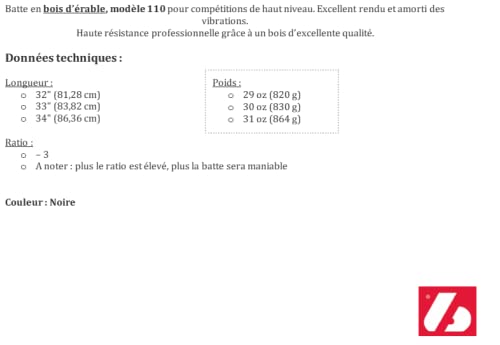 Batte en bois d'érable, modèle 110 pour compétitions de haut niveau. Excellent rendu et amorti des
vibrations.
Haute résistance professionnelle grâce à un bois d'excellente qualité.
Données techniques :
Longueur :
o 32" (81,28 cm)
o 33" (83,82 cm)
o 34" (86,36 cm)
Poids :
o 29 oz (820 g)
o 30 oz (830 g)
o 31 oz (864 g)
Ratio :
o – 3
o A noter : plus le ratio est élevé, plus la batte sera maniable
Couleur : Noire